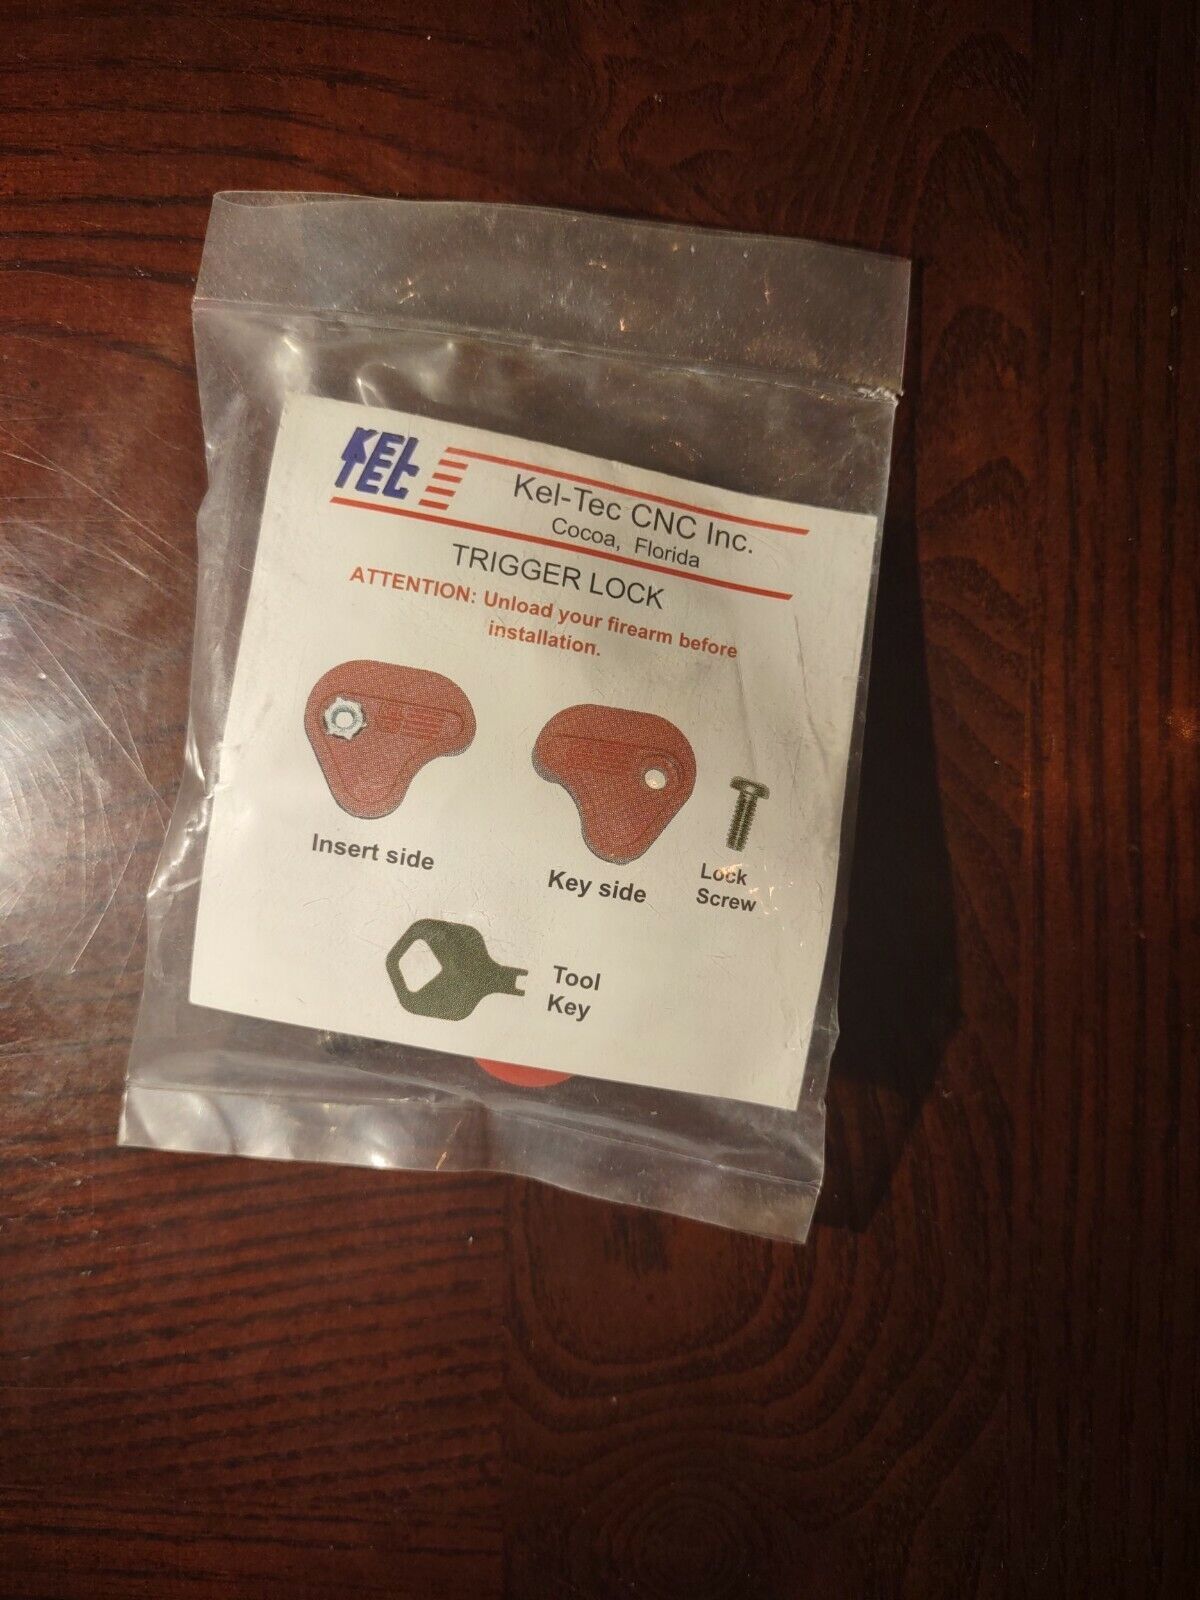 KEL
TEC
Kel-Tec CNC Inc.
Cocoa, Florida
TRIGGER LOCK
ATTENTION: Unload your firearm before
installation.
Insert side
Key side
Lock
Screw
Tool
Key